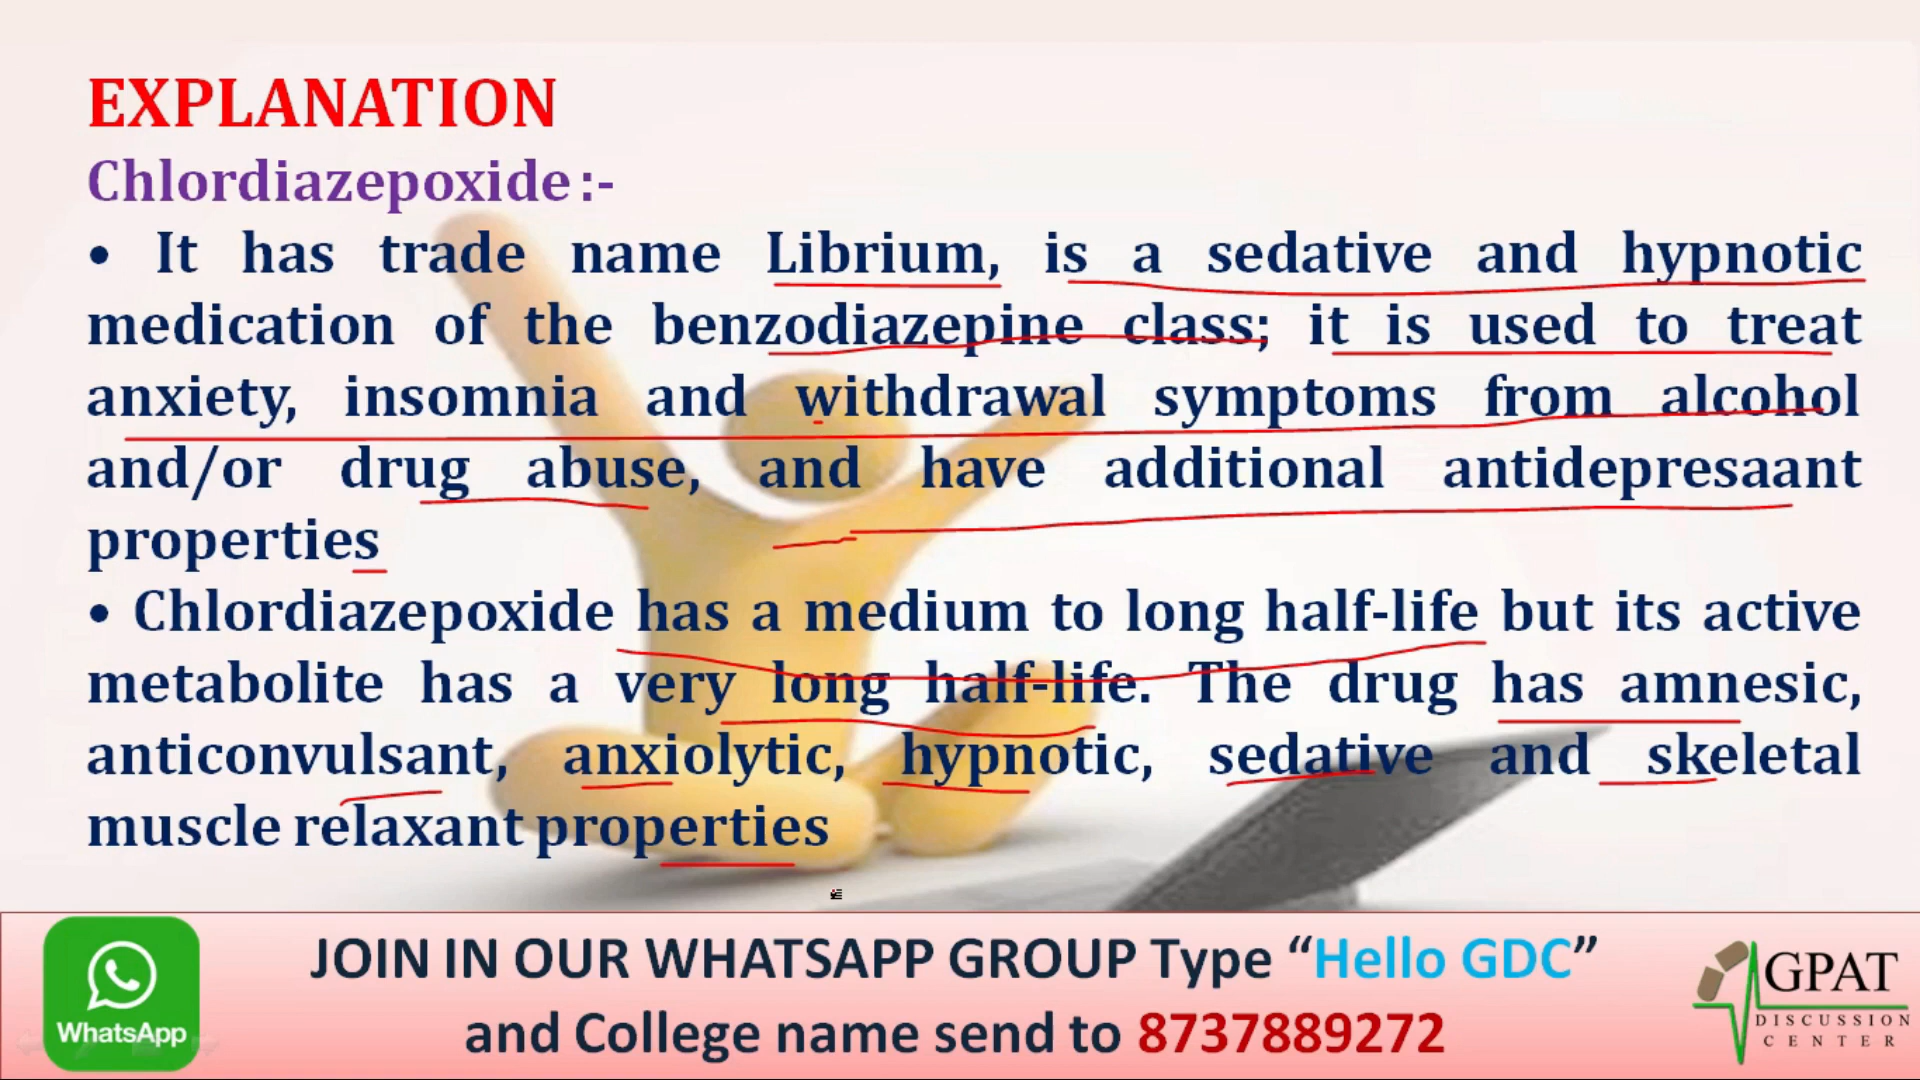 EXPLANATION
Chlordiazepoxide :-
• It has trade name Librium, is a sedative and hypnotic
medication of the benzodiazepine class; it is used to treat
anxiety, insomnia and withdrawal symptoms from alcohol
and/or drug abuse, and have additional antidepresaant
properties
• Chlordiazepoxide has a medium to long half-life but its active
metabolite has a very long half-life. The drug has amnesic,
anticonvulsant, anxiolytic, hypnotic, sedative and skeletal
muscle relaxant properties
JOIN IN OUR WHATSAPP GROUP Type “Hello GDC”
and College name send to 8737889272
WhatsApp
GPAT
DISCUSSION
CENTER